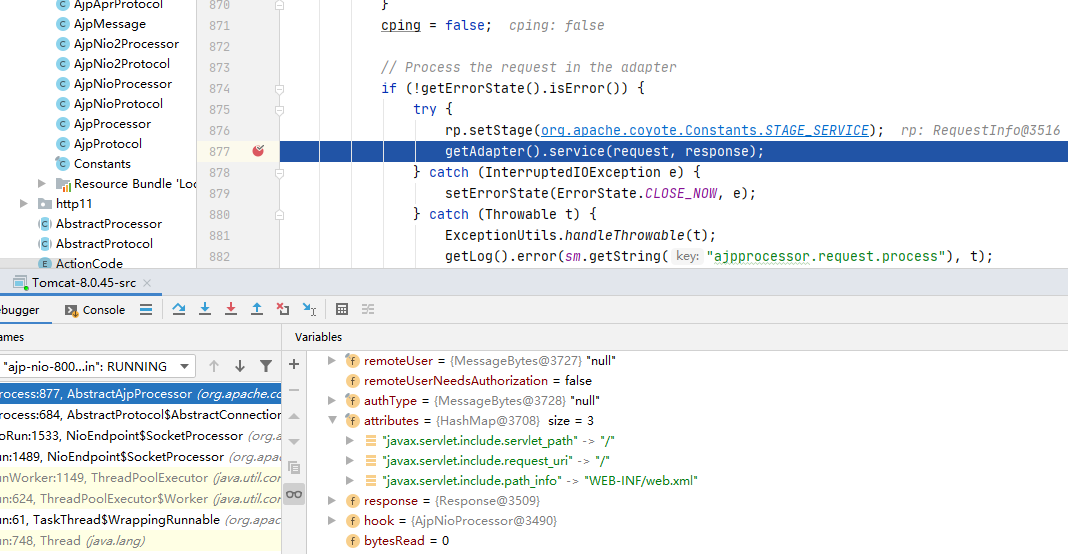 AjpAprProtocol
AjpMessage
AjpNio2Processor
AjpNio2Protocol
AjpNioProcessor
AjpNioProtocol
AjpProcessor
AjpProtocol
Constants
Resource Bundle 'Loc
http11
AbstractProcessor
AbstractProtocol
ActionCode
870 }
871 cping = false; cping: false
872
873 // Process the request in the adapter
874 if (!getErrorState().isError()) {
875 try {
876 rp.setStage(org.apache.coyote.Constants.STAGE_SERVICE); rp: RequestInfo@3516
877 getAdapter().service(request, response);
878 } catch (InterruptedIOException e) {
879 setErrorState(ErrorState.CLOSE_NOW, e);
880 } catch (Throwable t) {
881 ExceptionUtils.handleThrowable(t);
882 getLog().error(sm.getString( key: "ajpprocessor.request.process"), t);
Tomcat-8.0.45-src ×
ebugger Console
ames
"ajp-nio-800...in": RUNNING
rocess:877, AbstractAjpProcessor (org.apache.co
rocess:684, AbstractProtocol$AbstractConnection
oRun:1533, NioEndpoint$SocketProcessor (org.a
un:1489, NioEndpoint$SocketProcessor (org.apac
unWorker:1149, ThreadPoolExecutor (java.util.con
un:624, ThreadPoolExecutor$Worker (java.util.con
un:61, TaskThread$WrappingRunnable (org.apac
un:748, Thread (java.lang)
Variables
remoteUser = {MessageBytes@3727} "null"
remoteUserNeedsAuthorization = false
authType = {MessageBytes@3728} "null"
attributes = {HashMap@3708} size = 3
"javax.servlet.include.servlet_path" -> "/"
"javax.servlet.include.request_uri" -> "/"
"javax.servlet.include.path_info" -> "WEB-INF/web.xml"
response = {Response@3509}
hook = {AjpNioProcessor@3490}
bytesRead = 0